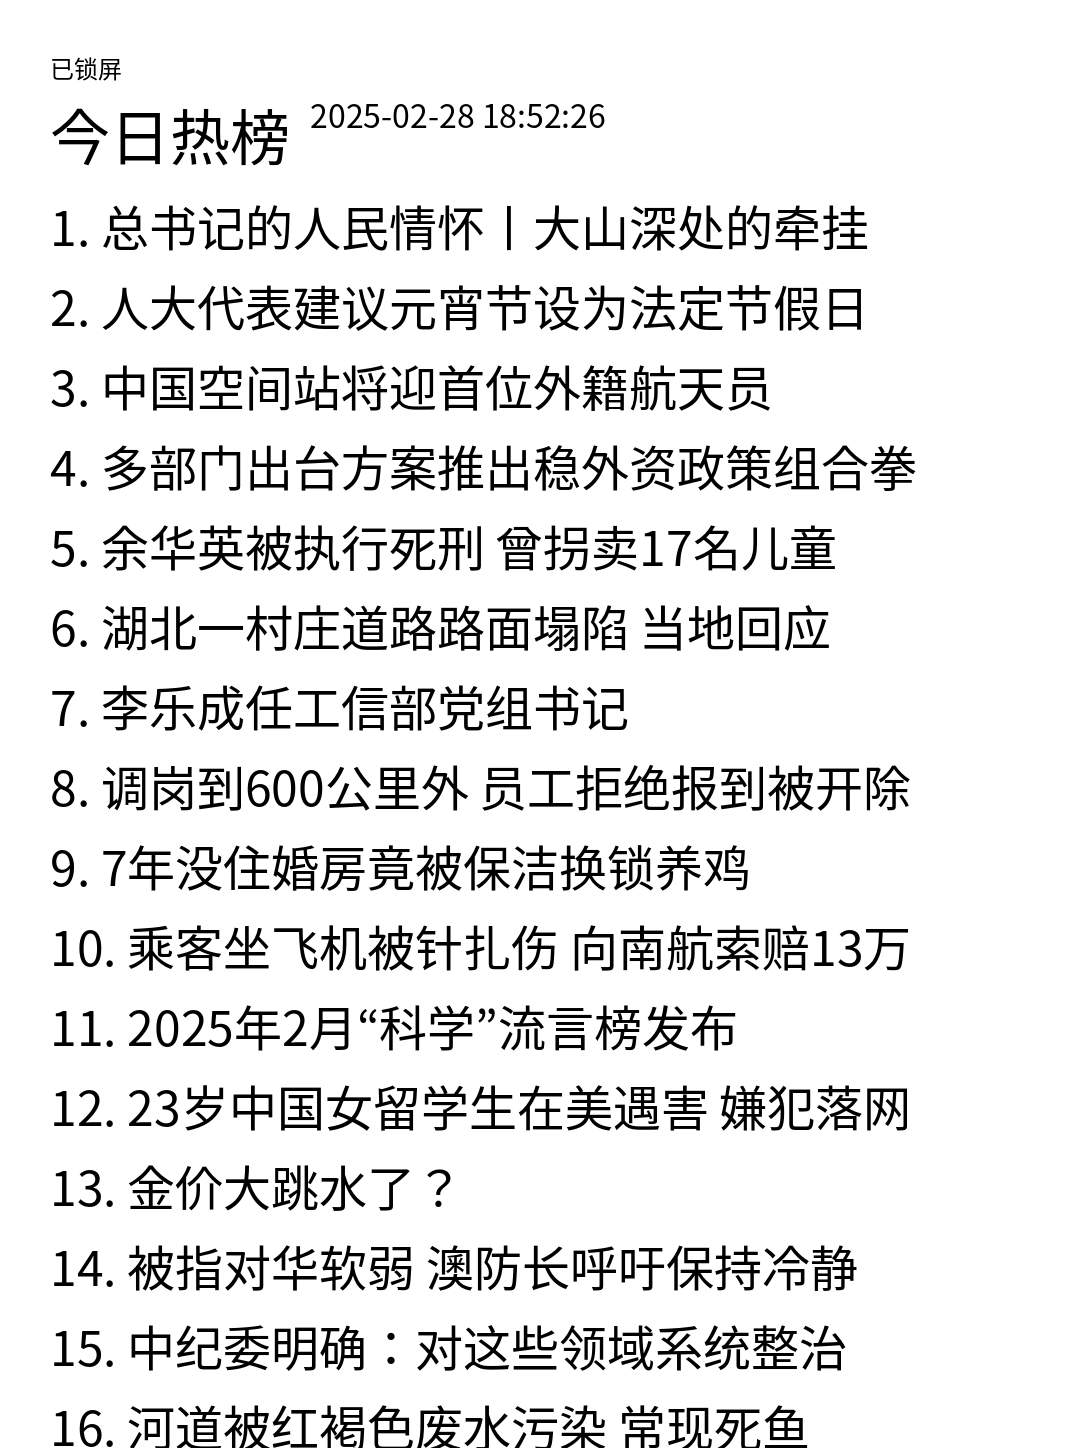 已锁屏
今日热榜 2025-02-28 18:52:26
1. 总书记的人民情怀丨大山深处的牵挂
2. 人大代表建议元宵节设为法定节假日
3. 中国空间站将迎首位外籍航天员
4. 多部门出台方案推出稳外资政策组合拳
5. 余华英被执行死刑 曾拐卖17名儿童
6. 湖北一村庄道路路面塌陷 当地回应
7. 李乐成任工信部党组书记
8. 调岗到600公里外 员工拒绝报到被开除
9. 7年没住婚房竟被保洁换锁养鸡
10. 乘客坐飞机被针扎伤 向南航索赔13万
11. 2025年2月“科学”流言榜发布
12. 23岁中国女留学生在美遇害 嫌犯落网
13. 金价大跳水了？
14. 被指对华软弱 澳防长呼吁保持冷静
15. 中纪委明确：对这些领域系统整治
16. 河道被红褐色废水污染 常现死鱼